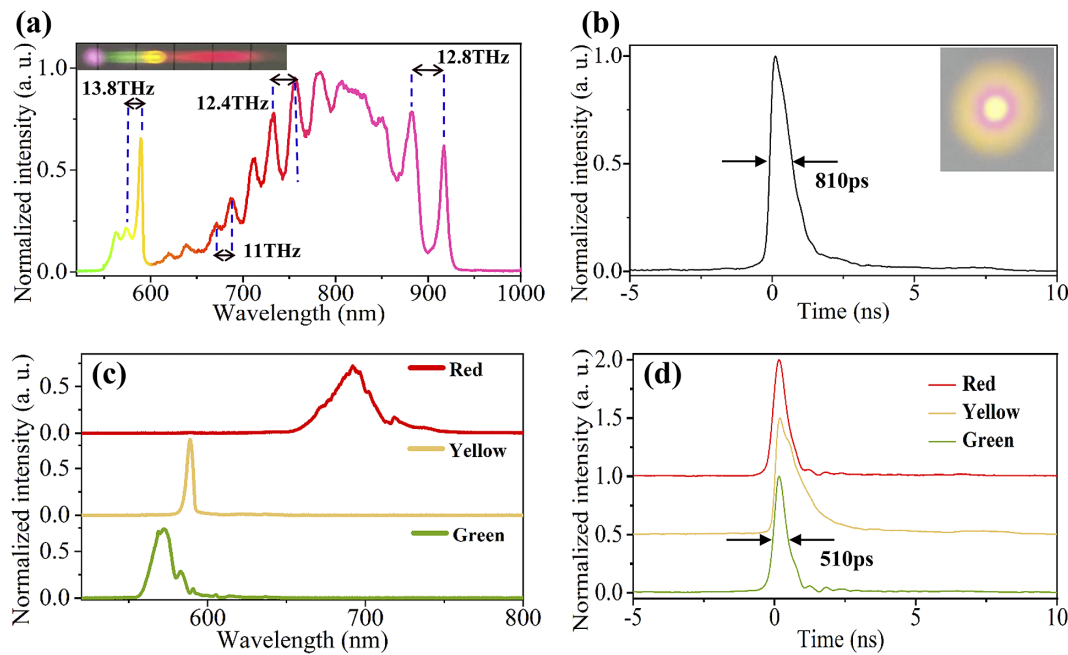 (a)
Normalized intensity (a. u.)
1.0
0.5
0.0
13.8THz
12.4THz
12.8THz
11THz
600 700 800 900 1000
Wavelength (nm)
(b)
Normalized intensity (a. u.)
1.0
0.5
0.0
810ps
-5 0 5 10
Time (ns)
(c)
Normalized intensity (a. u.)
0.5
0.0
0.5
0.0
0.5
0.0
Red
Yellow
Green
600 700 800
Wavelength (nm)
(d)
Normalized intensity (a. u.)
2.0
1.5
1.0
0.5
0.0
Red
Yellow
Green
510ps
-5 0 5 10
Time (ns)